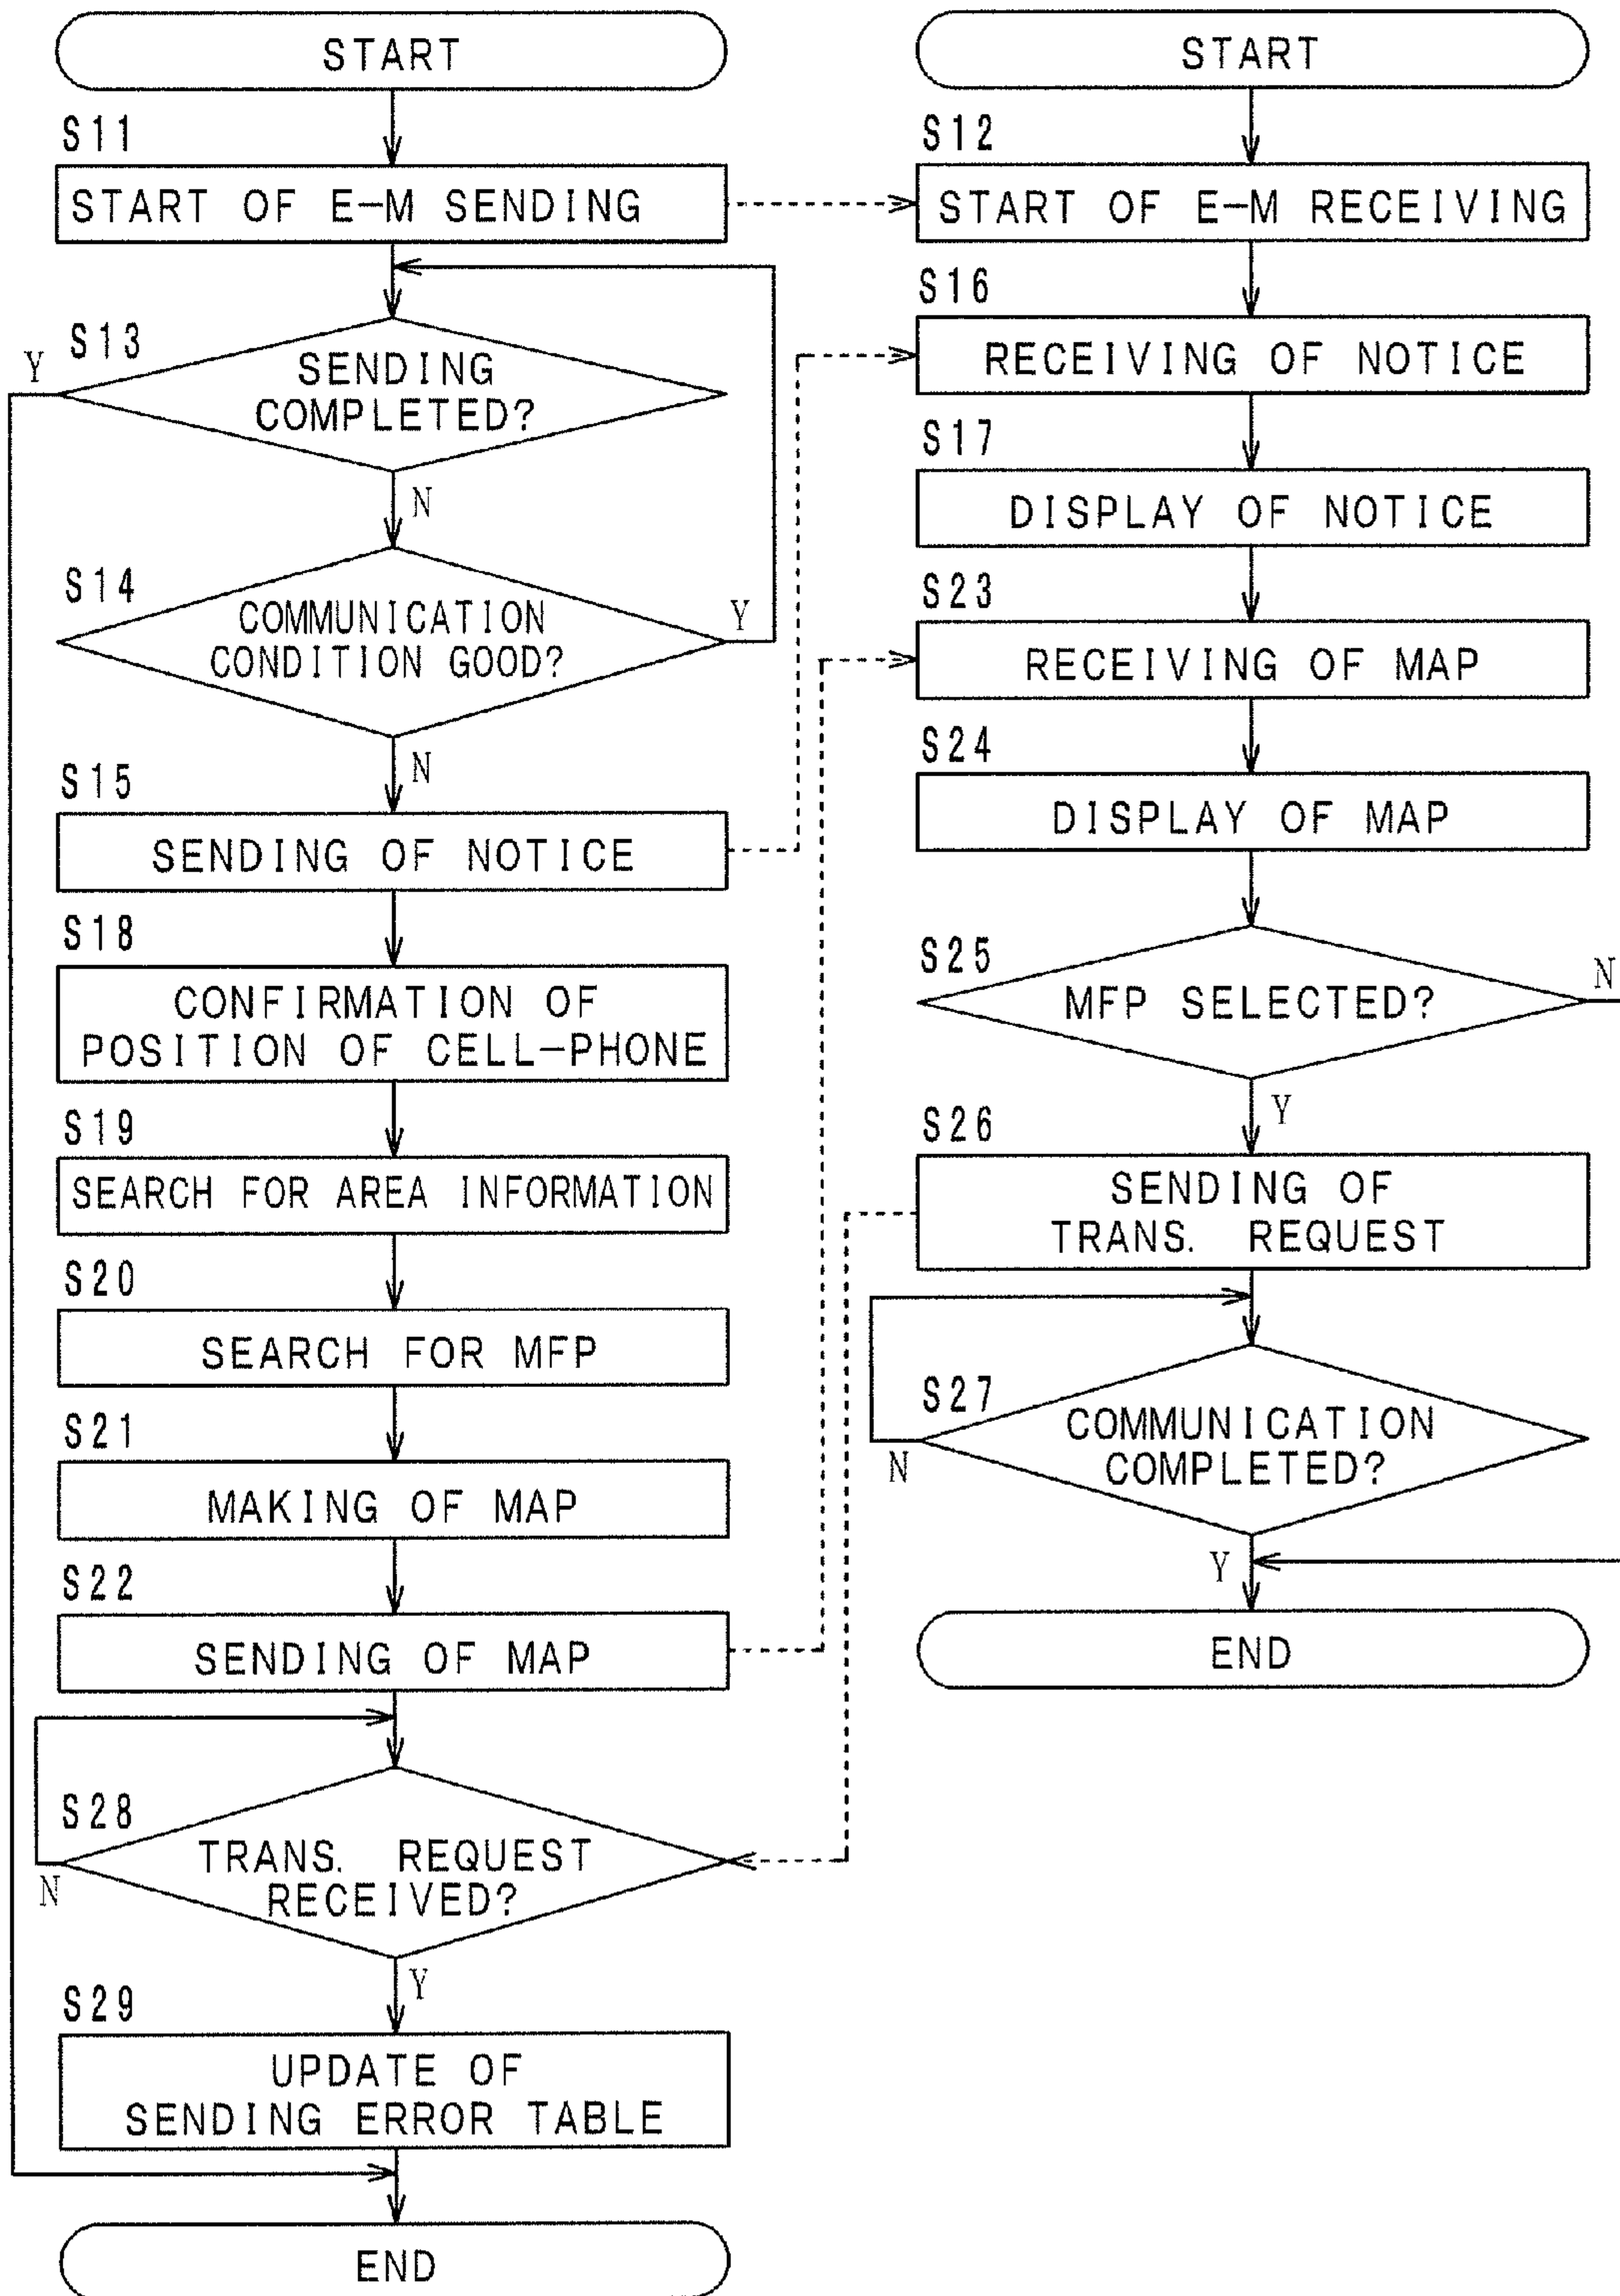 START
S11
START OF E-M SENDING
S13
Y
SENDING
COMPLETED?
N
S14
COMMUNICATION
CONDITION GOOD?
Y
N
S15
SENDING OF NOTICE
S18
CONFIRMATION OF
POSITION OF CELL-PHONE
S19
SEARCH FOR AREA INFORMATION
S20
SEARCH FOR MFP
S21
MAKING OF MAP
S22
SENDING OF MAP
S28
TRANS. REQUEST
RECEIVED?
N
Y
S29
UPDATE OF
SENDING ERROR TABLE
END
START
S12
START OF E-M RECEIVING
S16
RECEIVING OF NOTICE
S17
DISPLAY OF NOTICE
S23
RECEIVING OF MAP
S24
DISPLAY OF MAP
S25
MFP SELECTED?
N
Y
S26
SENDING OF
TRANS. REQUEST
S27
COMMUNICATION
COMPLETED?
N
Y
END